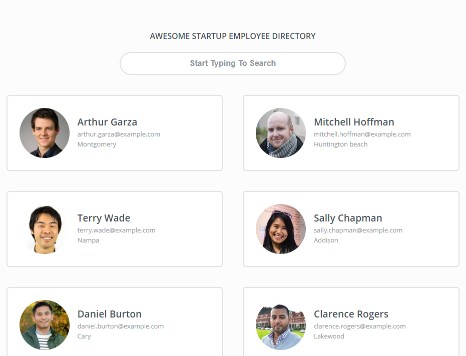 AWESOME STARTUP EMPLOYEE DIRECTORY
Start Typing To Search
Arthur Garza
arthur.garza@example.com
Montgomery
Mitchell Hoffman
mitchell.hoffman@example.com
Huntington beach
Terry Wade
terry.wade@example.com
Nampa
Sally Chapman
sally.chapman@example.com
Addison
Daniel Burton
daniel.burton@example.com
Cary
Clarence Rogers
clarence.rogers@example.com
Lakewood